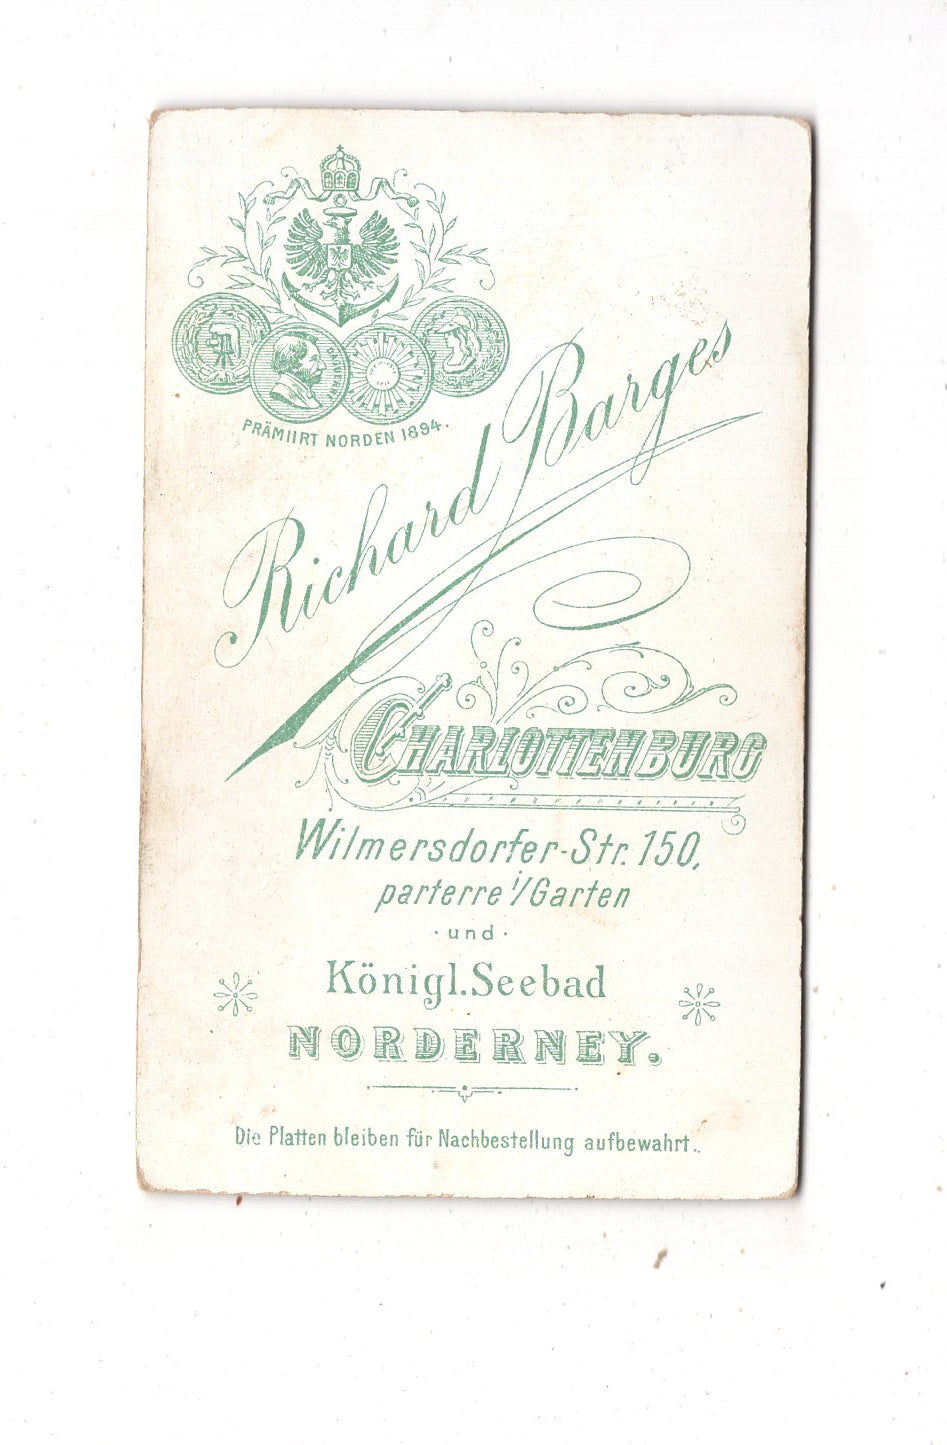 DAGUERRE
PRÄMIIRT NORDEN 1894.
Richard Barges
CHARLOTTENBURG
Wilmersdorfer-Str. 150,
parterre i/Garten
· und ·
Königl. Seebad
NORDERNEY.
Die Platten bleiben für Nachbestellung aufbewahrt.